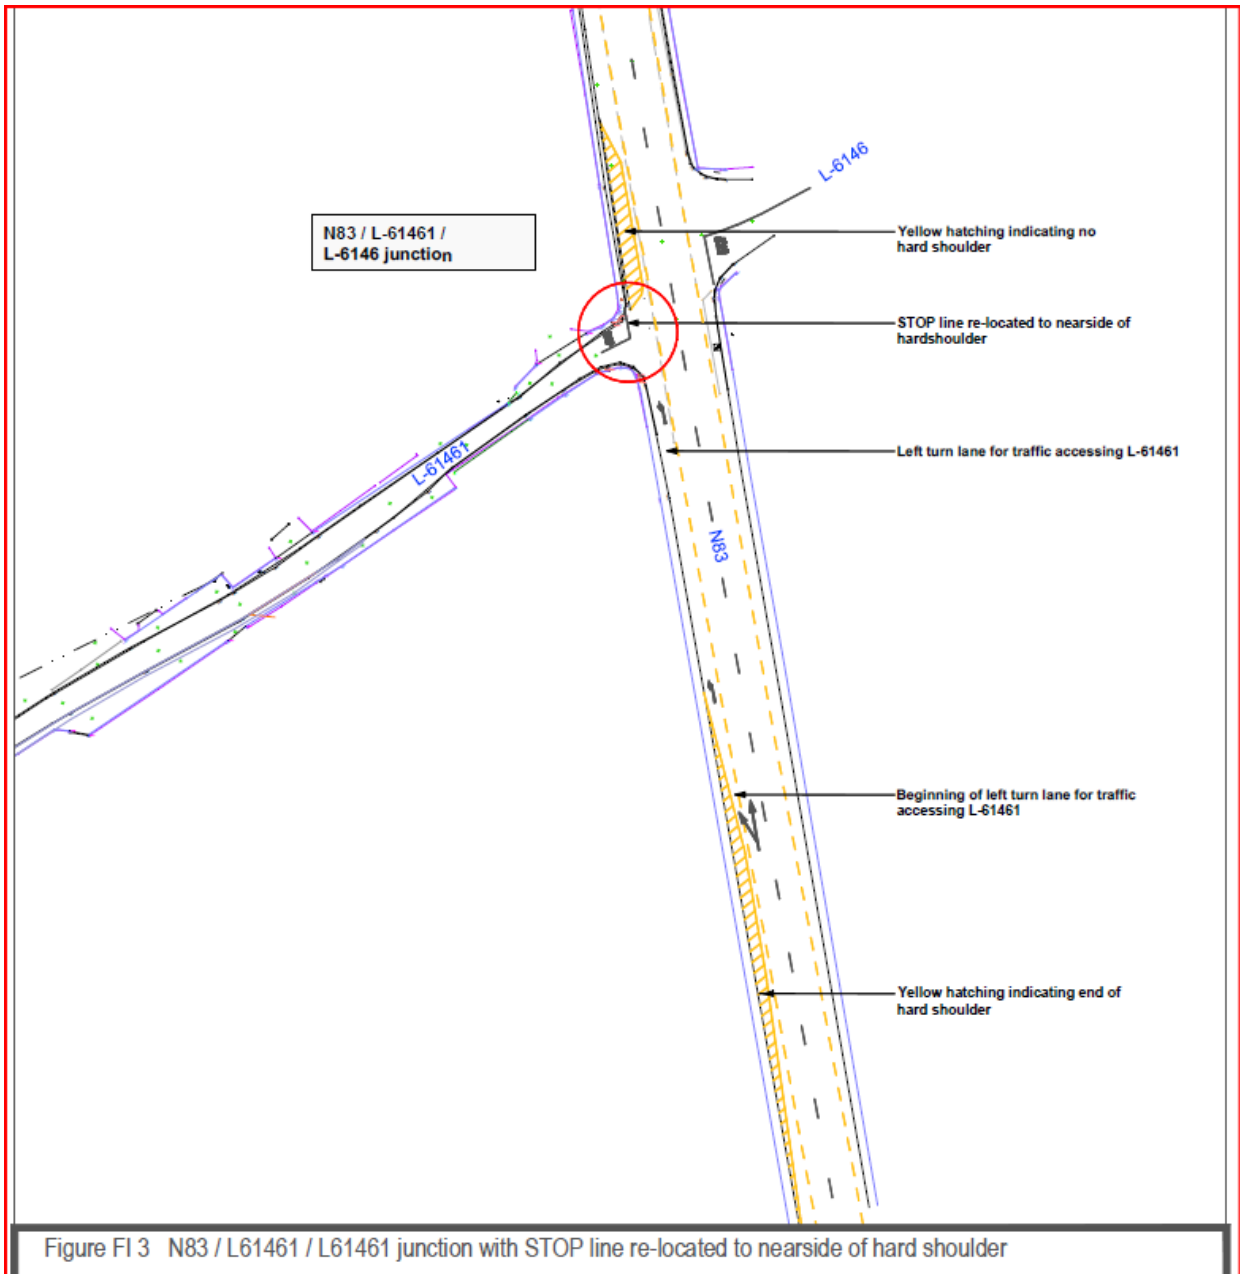 L-6146
N83 / L-61461 /
L-6146 junction
Yellow hatching indicating no
hard shoulder
STOP line re-located to nearside of
hardshoulder
Left turn lane for traffic accessing L-61461
L-61461
N83
Beginning of left turn lane for traffic
accessing L-61461
Yellow hatching indicating end of
hard shoulder
Figure FI 3 N83 / L61461 / L61461 junction with STOP line re-located to nearside of hard shoulder